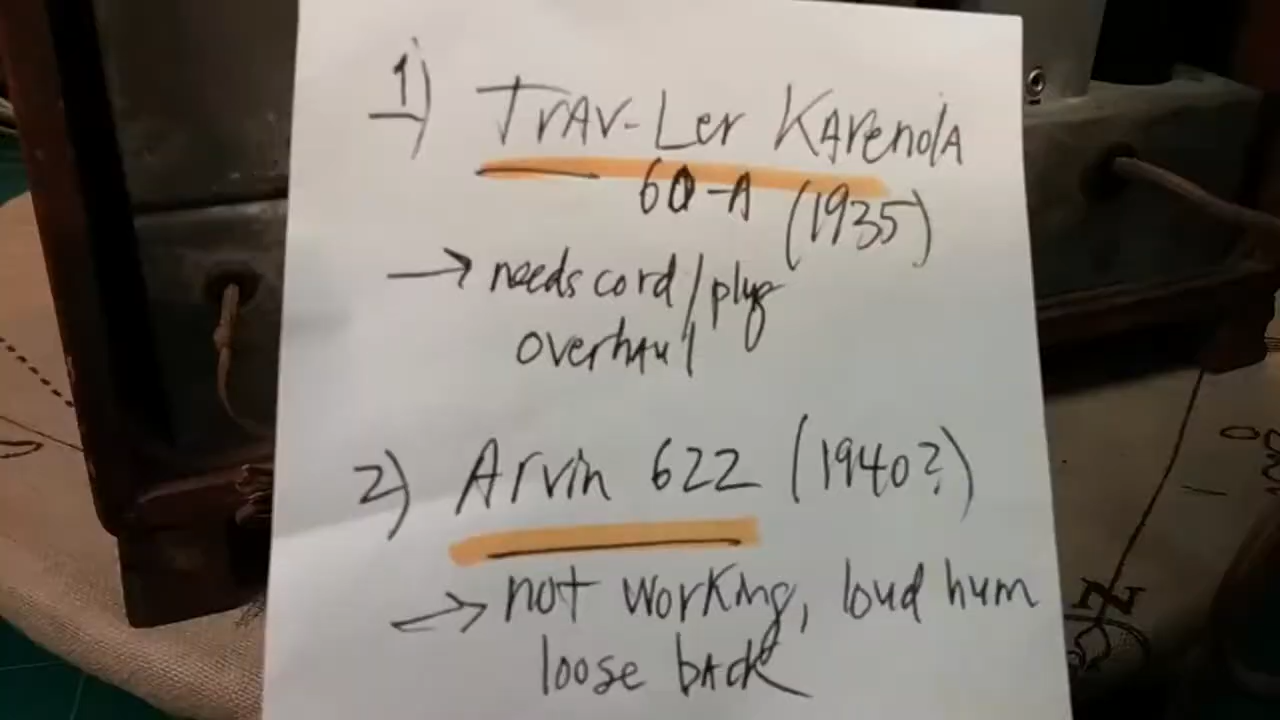 1) Trav-Ler Karenola
60-A (1935)
→ needs cord/plug
overhaul
2) Arvin 622 (1940?)
→ not working, loud hum
loose back
N